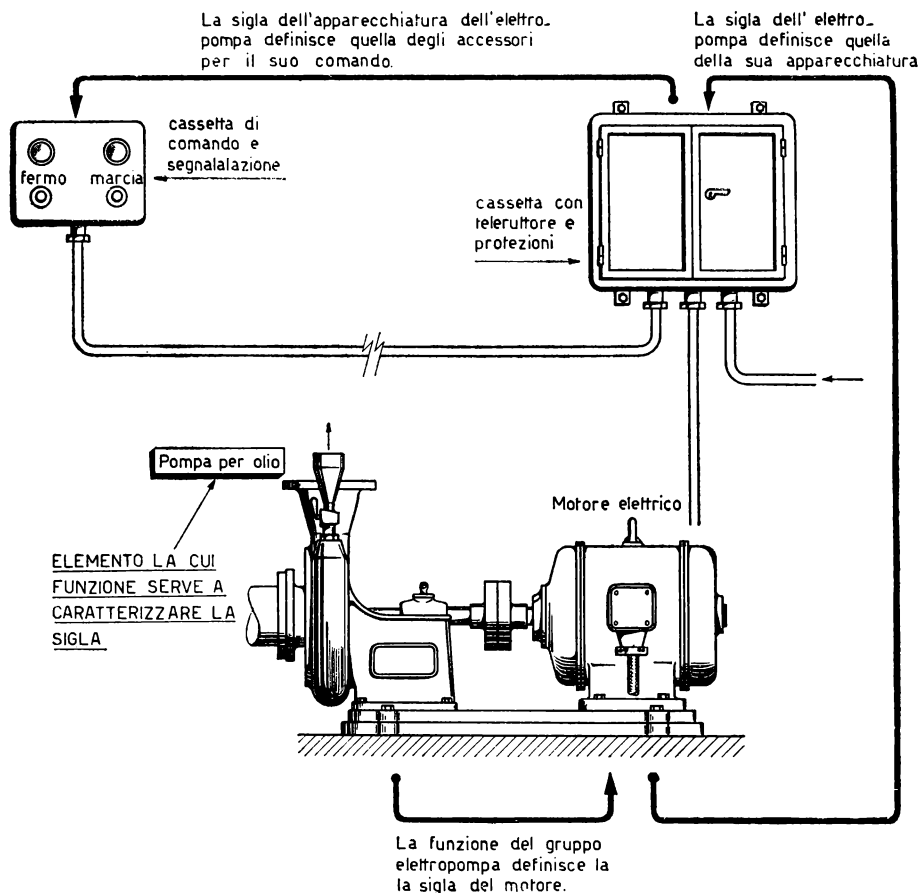 La sigla dell'apparecchiatura dell'elettro_
pompa definisce quella degli accessori
per il suo comando.
La sigla dell' elettro_
pompa definisce quella
della sua apparecchiatura
cassetta di
comando e
segnalalazione
fermo marcia
cassetta con
teleruttore e
protezioni
Pompa per olio
Motore elettrico
ELEMENTO LA CUI
FUNZIONE SERVE A
CARATTERIZZARE LA
SIGLA
La funzione del gruppo
elettropompa definisce la
la sigla del motore.